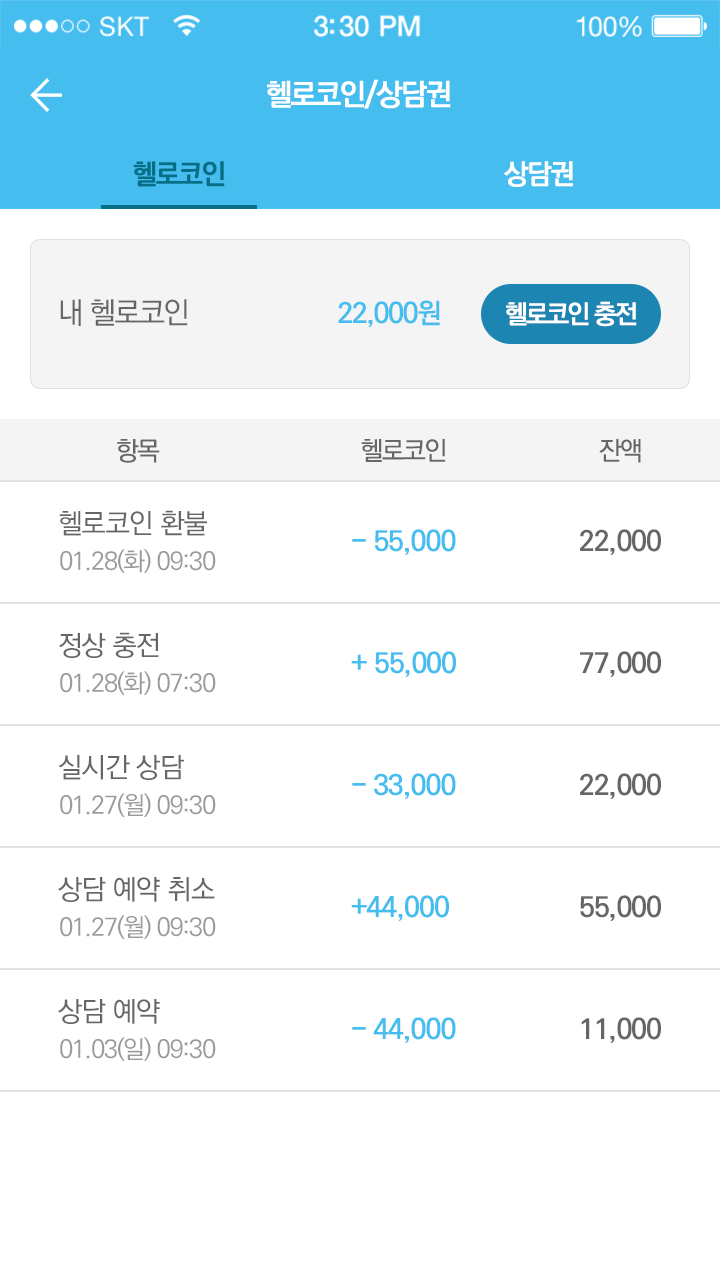 SKT 3:30 PM 100%
헬로코인/상담권
헬로코인 상담권
내 헬로코인 22,000원 헬로코인 충전
항목 헬로코인 잔액
헬로코인 환불
01.28(화) 09:30
- 55,000 22,000
정상 충전
01.28(화) 07:30
+ 55,000 77,000
실시간 상담
01.27(월) 09:30
- 33,000 22,000
상담 예약 취소
01.27(월) 09:30
+44,000 55,000
상담 예약
01.03(일) 09:30
- 44,000 11,000